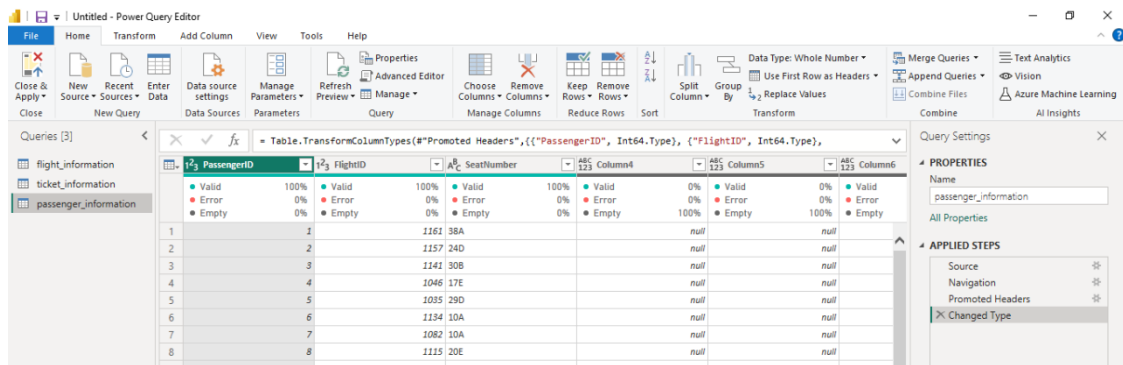 Untitled - Power Query Editor
File Home Transform Add Column View Tools Help
Close & Apply
New Source
Recent Sources
Enter Data
Data source settings
Manage Parameters
Refresh Preview
Properties
Advanced Editor
Manage
Choose Columns
Remove Columns
Keep Rows
Remove Rows
Split Column
Group By
Data Type: Whole Number
Use First Row as Headers
Replace Values
Merge Queries
Append Queries
Combine Files
Text Analytics
Vision
Azure Machine Learning
Close New Query Data Sources Parameters Query Manage Columns Reduce Rows Sort Transform Combine AI Insights
Queries [3]
flight_information
ticket_information
passenger_information
fx = Table.TransformColumnTypes(#"Promoted Headers",{{"PassengerID", Int64.Type}, {"FlightID", Int64.Type},
PassengerID FlightID SeatNumber Column4 Column5 Column6
Valid 100% Valid 100% Valid 100% Valid 0% Valid 0% Valid
Error 0% Error 0% Error 0% Error 0% Error 0% Error
Empty 0% Empty 0% Empty 0% Empty 100% Empty 100% Empty
1 1 1161 38A null null
2 2 1157 24D null null
3 3 1141 30B null null
4 4 1046 17E null null
5 5 1035 29D null null
6 6 1134 10A null null
7 7 1082 10A null null
8 8 1115 20E null null
Query Settings
PROPERTIES
Name
passenger_information
All Properties
APPLIED STEPS
Source
Navigation
Promoted Headers
Changed Type